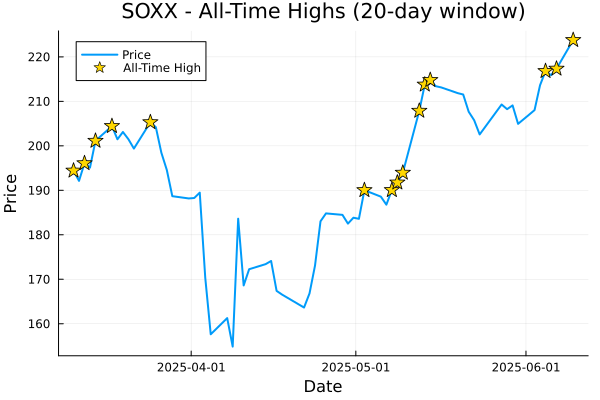 SOXX - All-Time Highs (20-day window)
Price
All-Time High
220
210
200
190
180
170
160
Price
2025-04-01
2025-05-01
2025-06-01
Date